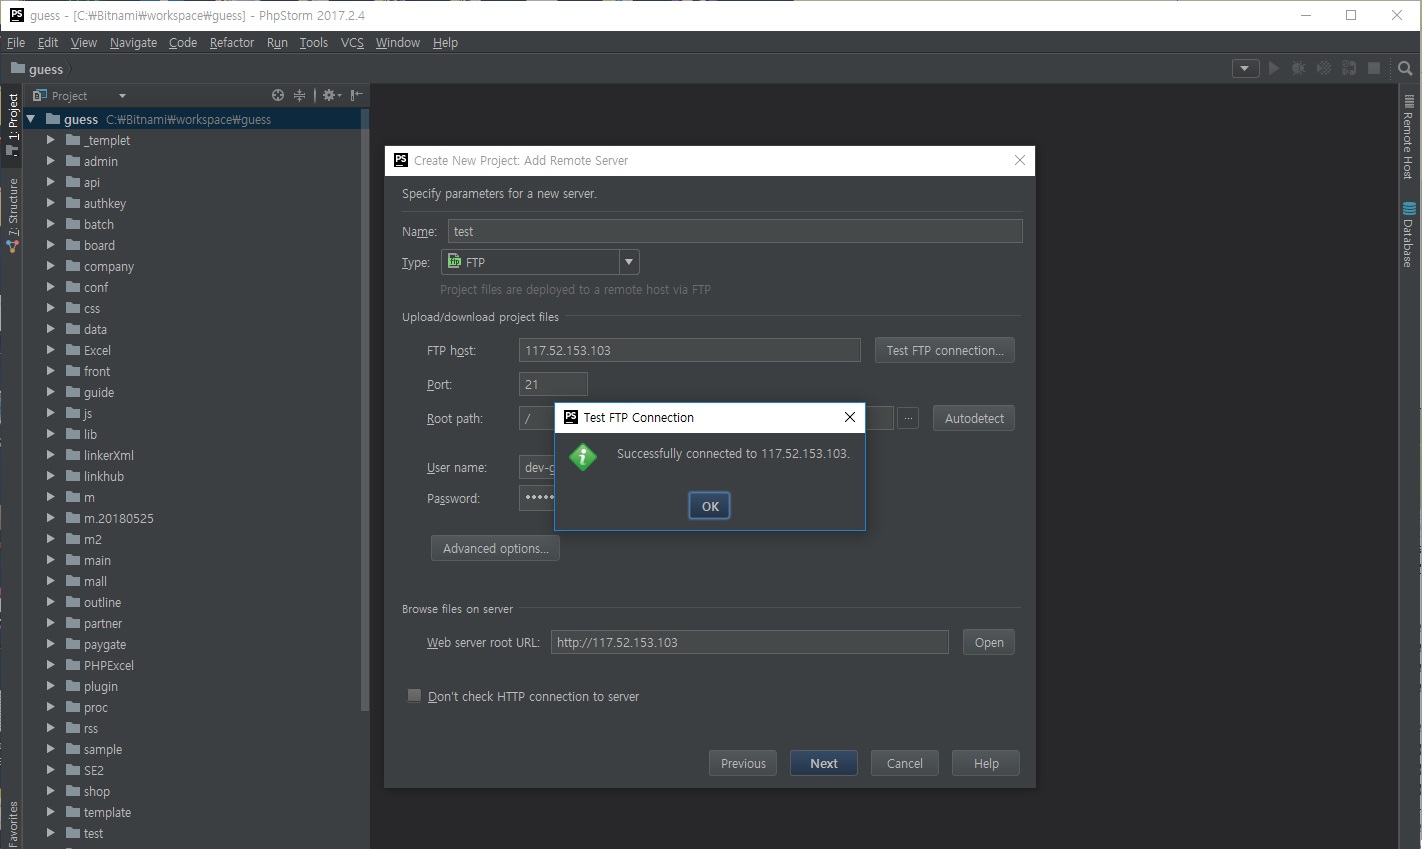 PS guess - [C:₩Bitnami₩workspace₩guess] - PhpStorm 2017.2.4
File Edit View Navigate Code Refactor Run Tools VCS Window Help
guess
1: Project
7: Structure
Favorites
Project
guess C:₩Bitnami₩workspace₩guess
_templet
admin
api
authkey
batch
board
company
conf
css
data
Excel
front
guide
js
lib
linkerXml
linkhub
m
m.20180525
m2
main
mall
outline
partner
paygate
PHPExcel
plugin
proc
rss
sample
SE2
shop
template
test
PS Create New Project: Add Remote Server
Specify parameters for a new server.
Name: test
Type: ftp FTP
Project files are deployed to a remote host via FTP
Upload/download project files
FTP host: 117.52.153.103 Test FTP connection...
Port: 21
Root path: / ... Autodetect
User name: dev-g
Password: •••••
Advanced options...
PS Test FTP Connection
Successfully connected to 117.52.153.103.
OK
Browse files on server
Web server root URL: http://117.52.153.103 Open
Don't check HTTP connection to server
Previous Next Cancel Help
Remote Host
Database